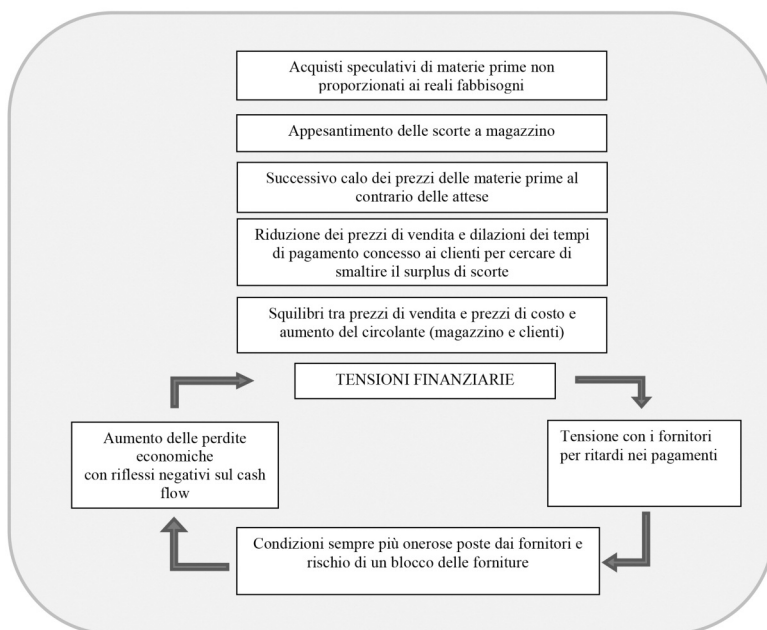 Acquisti speculativi di materie prime non
proporzionati ai reali fabbisogni
Appesantimento delle scorte a magazzino
Successivo calo dei prezzi delle materie prime al
contrario delle attese
Riduzione dei prezzi di vendita e dilazioni dei tempi
di pagamento concesso ai clienti per cercare di
smaltire il surplus di scorte
Squilibri tra prezzi di vendita e prezzi di costo e
aumento del circolante (magazzino e clienti)
TENSIONI FINANZIARIE
Tensione con i fornitori
per ritardi nei pagamenti
Condizioni sempre più onerose poste dai fornitori e
rischio di un blocco delle forniture
Aumento delle perdite
economiche
con riflessi negativi sul cash
flow